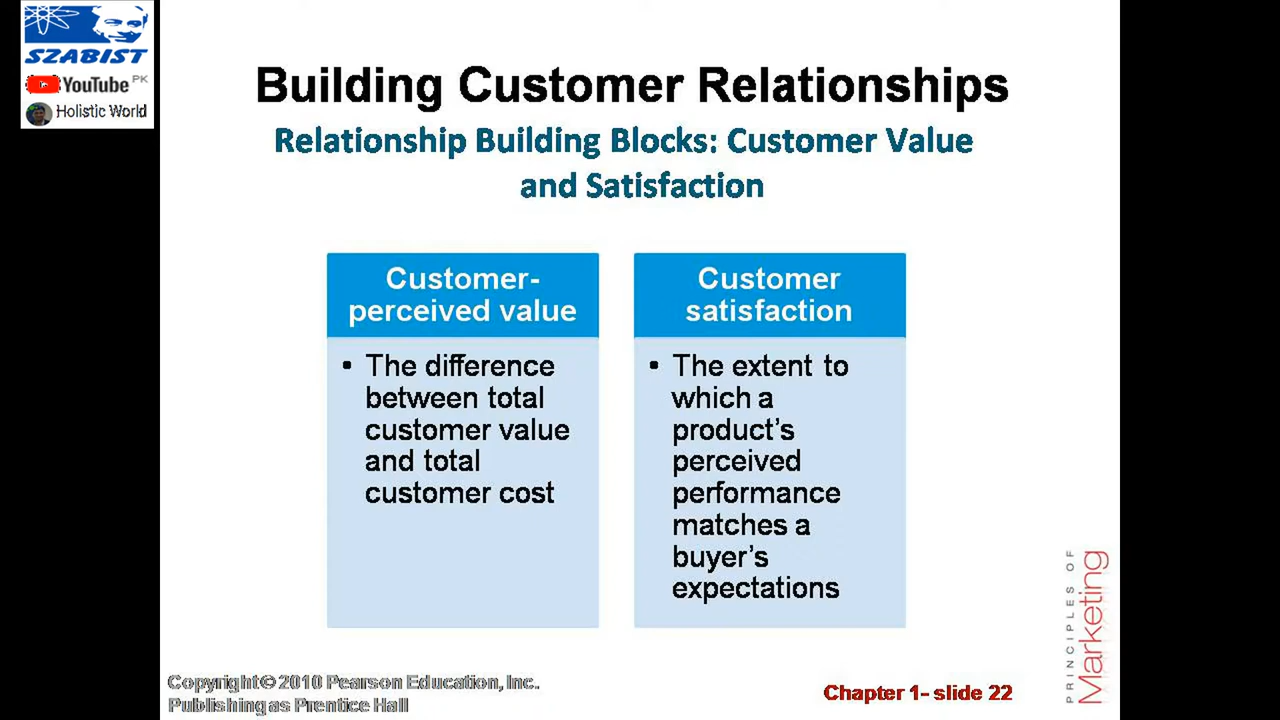 SZABIST
YouTube PK
Holistic World
Building Customer Relationships
Relationship Building Blocks: Customer Value
and Satisfaction
Customer-
perceived value
• The difference
between total
customer value
and total
customer cost
Customer
satisfaction
• The extent to
which a
product’s
perceived
performance
matches a
buyer’s
expectations
PRINCIPLES OF
Marketing
Copyright © 2010 Pearson Education, Inc.
Publishing as Prentice Hall
Chapter 1- slide 22